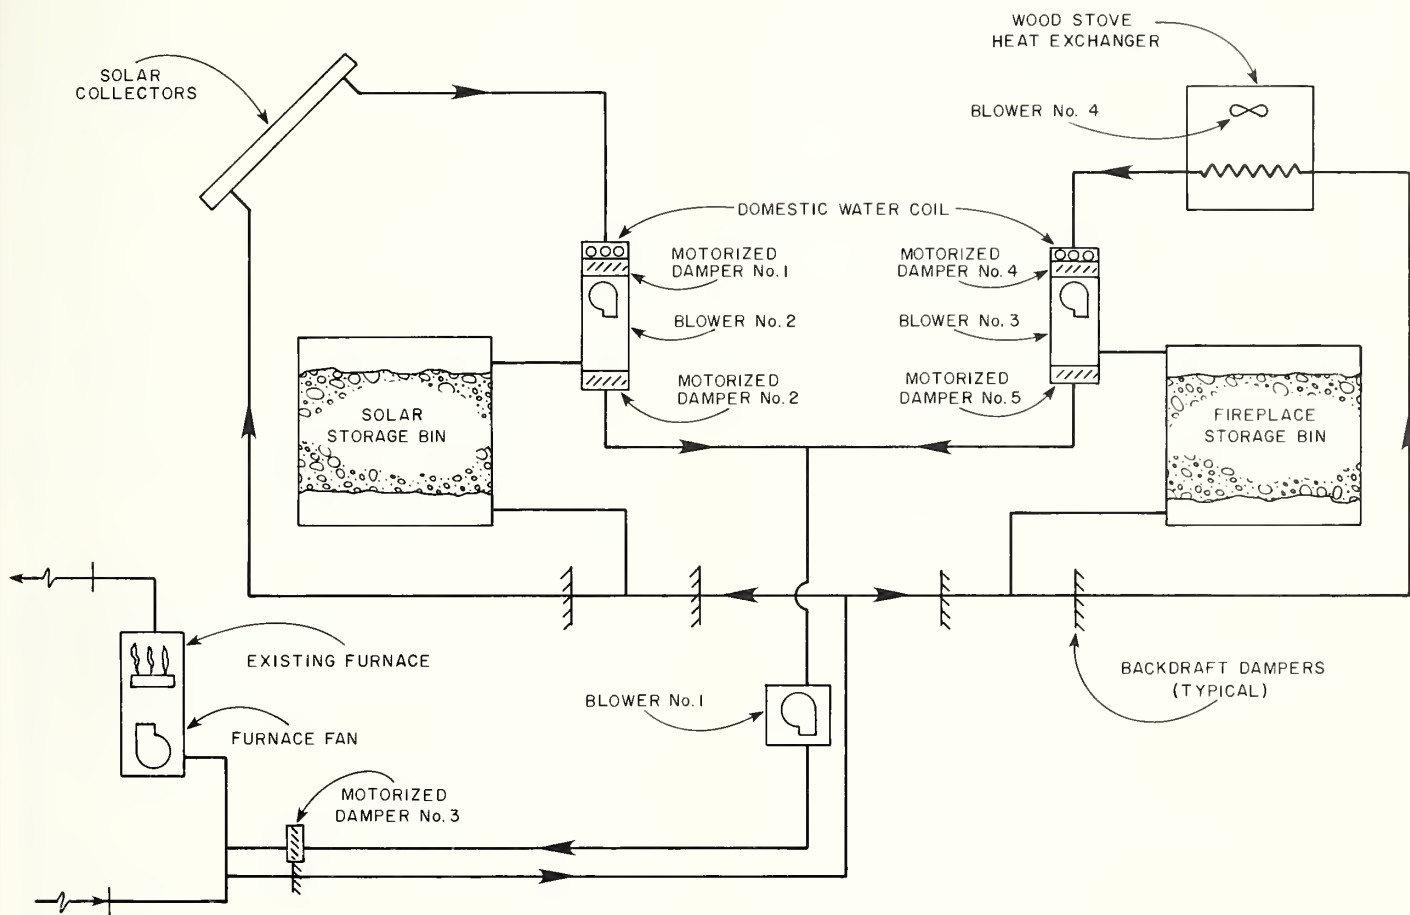 WOOD STOVE
HEAT EXCHANGER
SOLAR
COLLECTORS
BLOWER No. 4
DOMESTIC WATER COIL
MOTORIZED
DAMPER No. 1
MOTORIZED
DAMPER No. 4
BLOWER No. 2
BLOWER No. 3
MOTORIZED
DAMPER No. 2
MOTORIZED
DAMPER No. 5
SOLAR
STORAGE BIN
FIREPLACE
STORAGE BIN
EXISTING FURNACE
BACKDRAFT DAMPERS
(TYPICAL)
BLOWER No. 1
FURNACE FAN
MOTORIZED
DAMPER No. 3